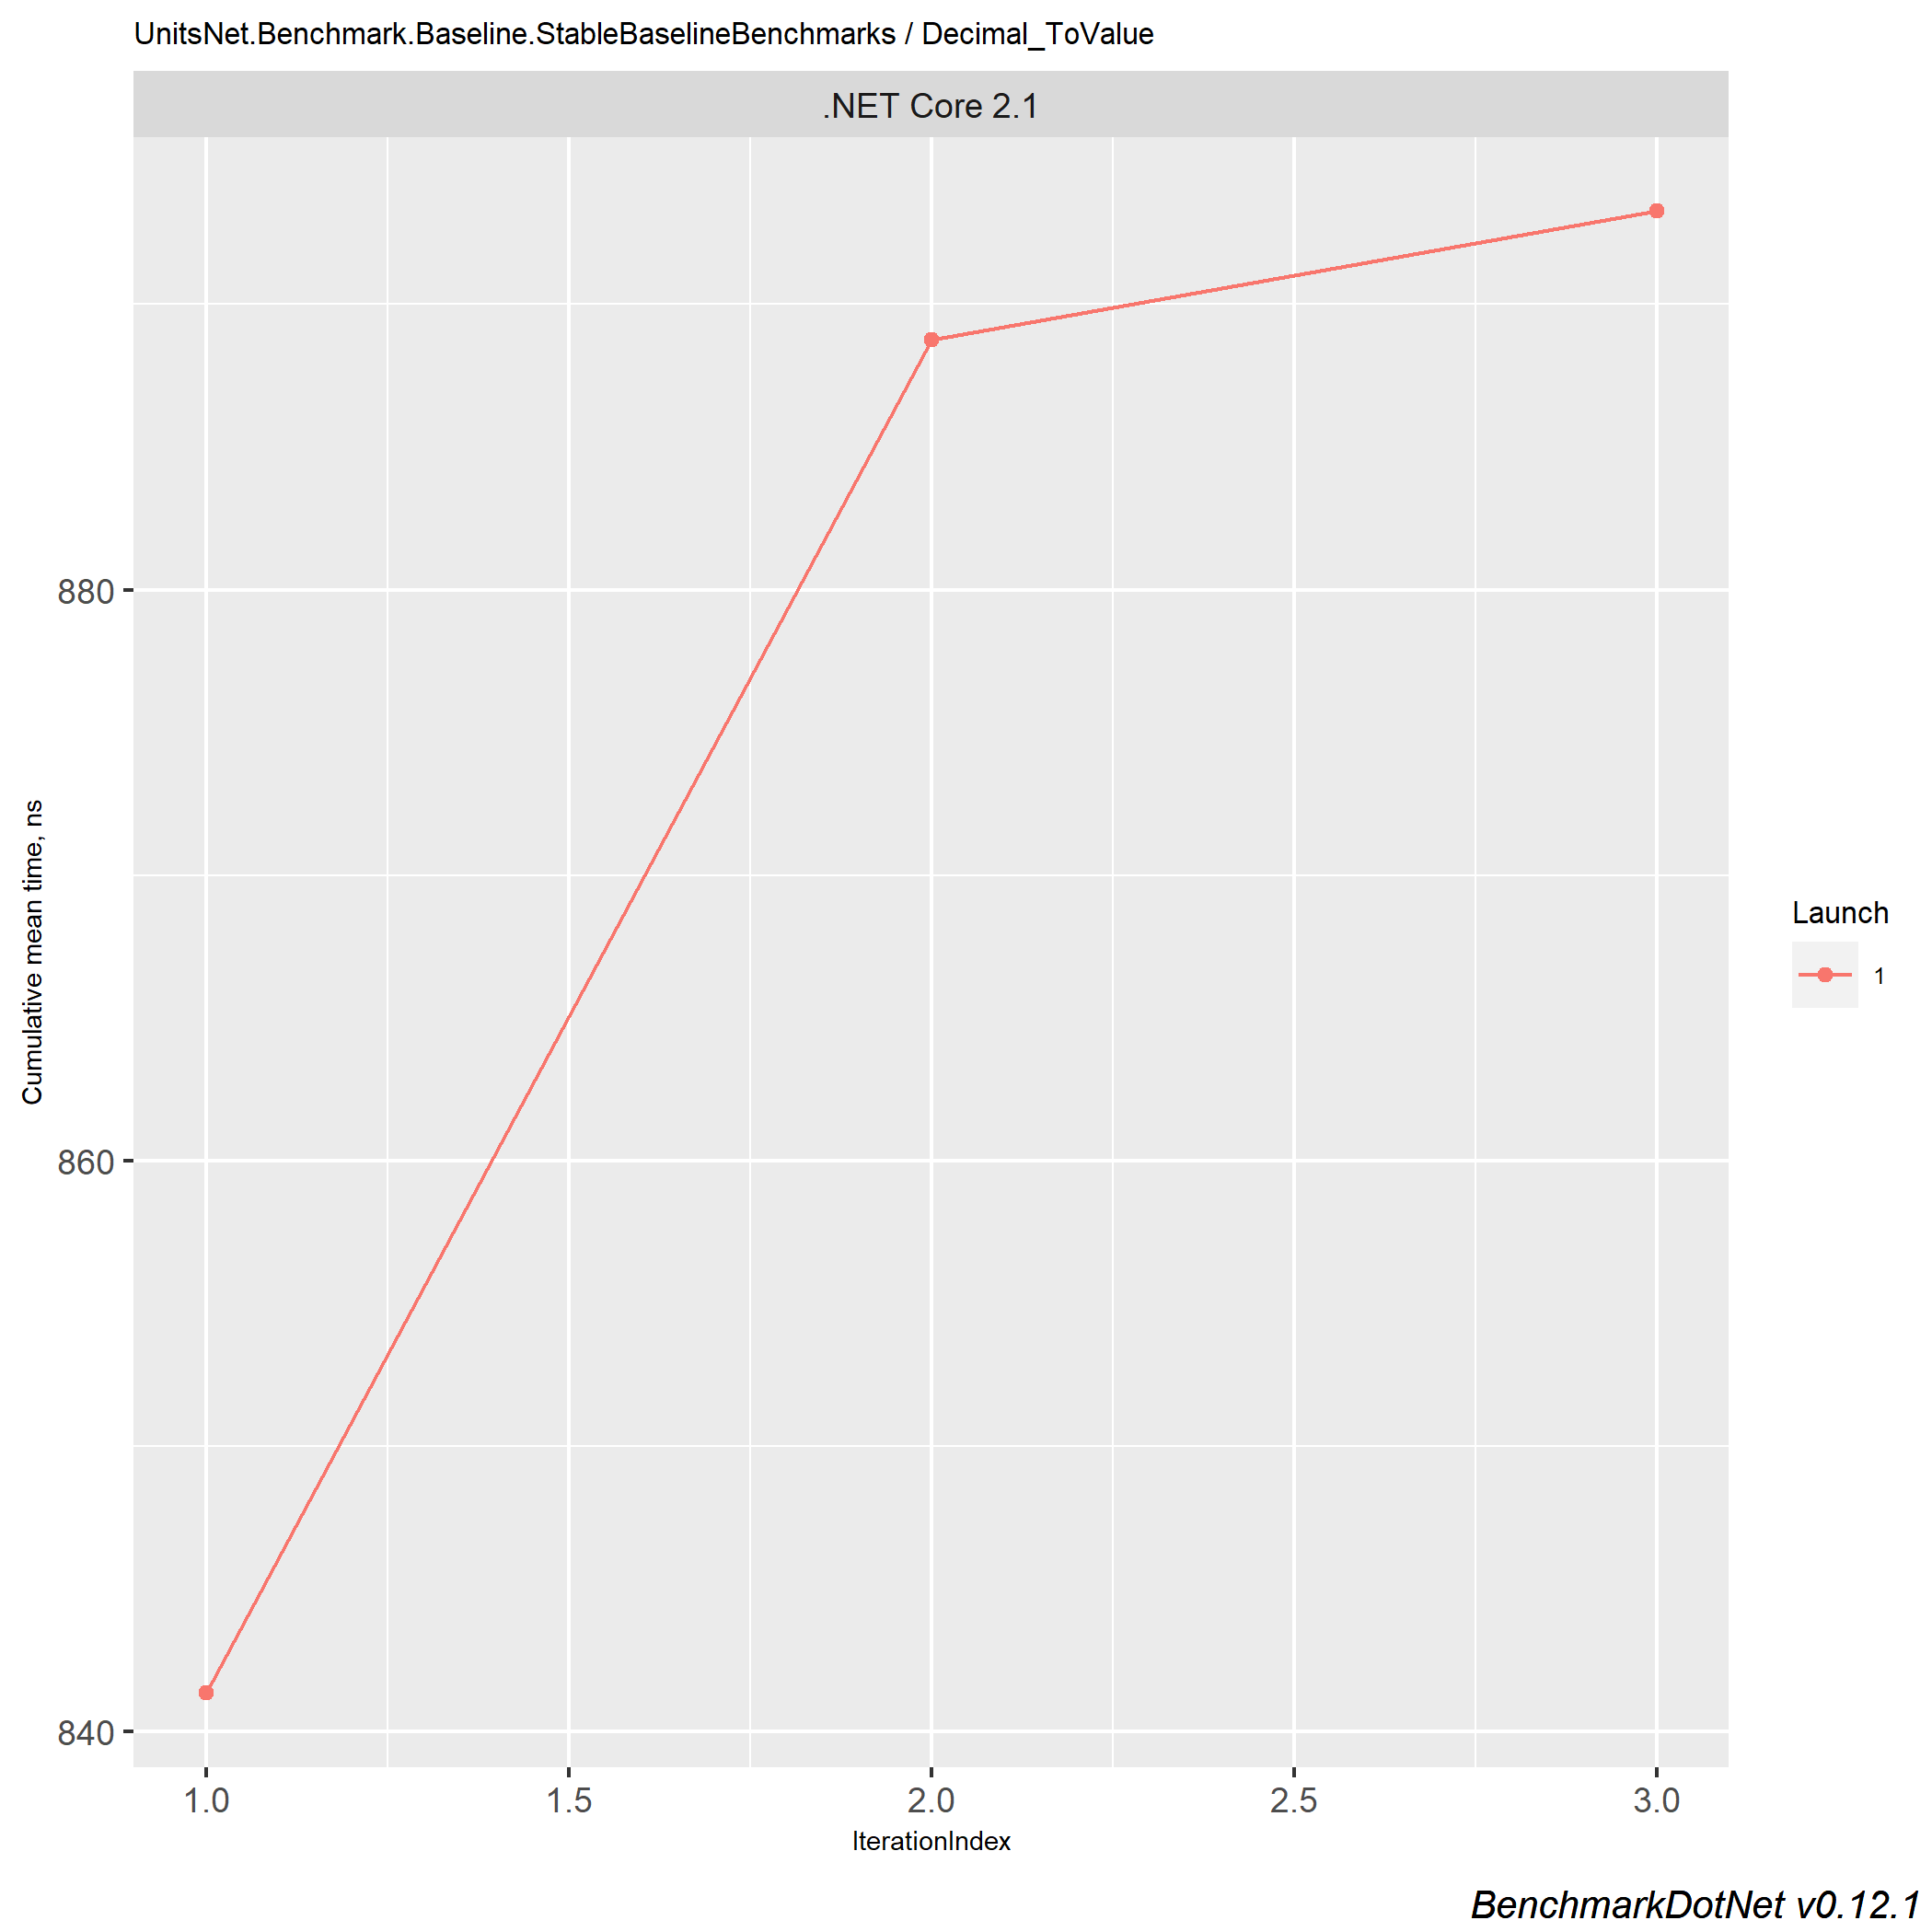 UnitsNet.Benchmark.Baseline.StableBaselineBenchmarks / Decimal_ToValue
.NET Core 2.1
880
860
840
Cumulative mean time, ns
1.0
1.5
2.0
2.5
3.0
IterationIndex
Launch
1
BenchmarkDotNet v0.12.1